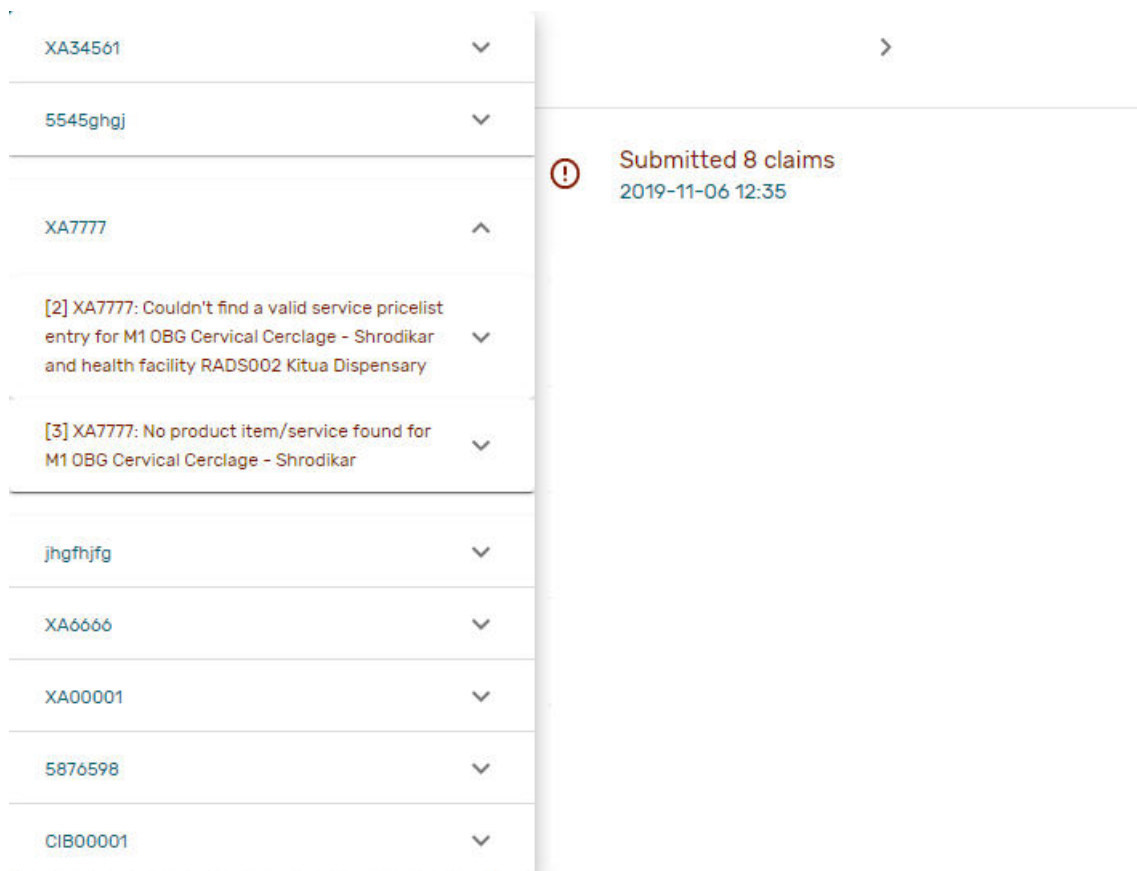 XA34561
5545ghgj
XA7777
[2] XA7777: Couldn't find a valid service pricelist
entry for M1 OBG Cervical Cerclage - Shrodikar
and health facility RADS002 Kitua Dispensary
[3] XA7777: No product item/service found for
M1 OBG Cervical Cerclage - Shrodikar
jhgfhjfg
XA6666
XA00001
5876598
CIB00001
Submitted 8 claims
2019-11-06 12:35